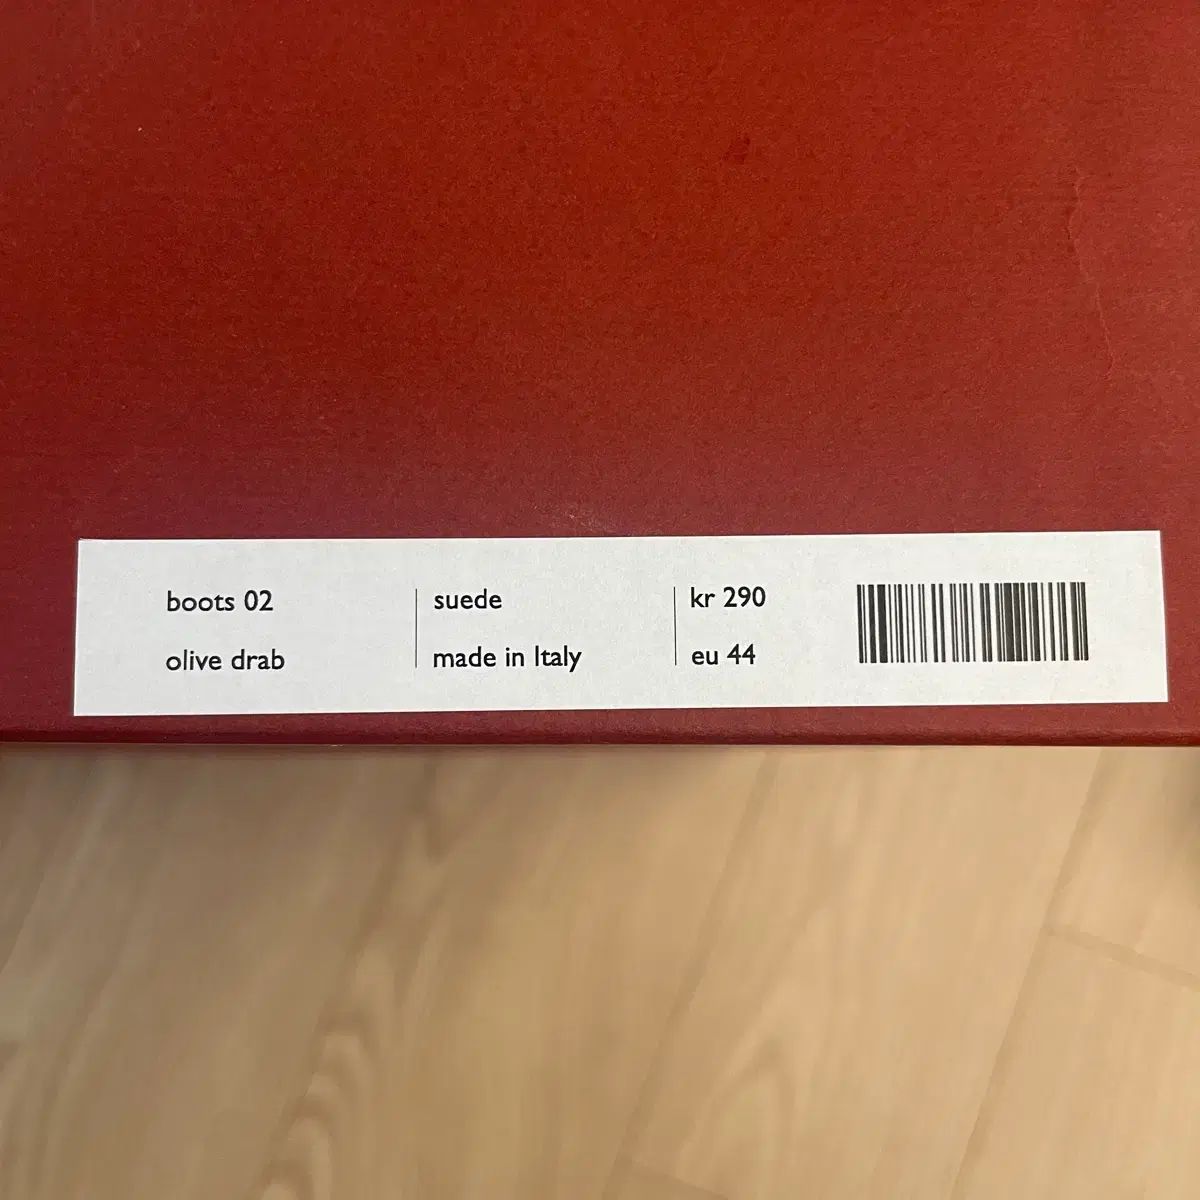 boots 02
olive drab
suede
made in Italy
kr 290
eu 44